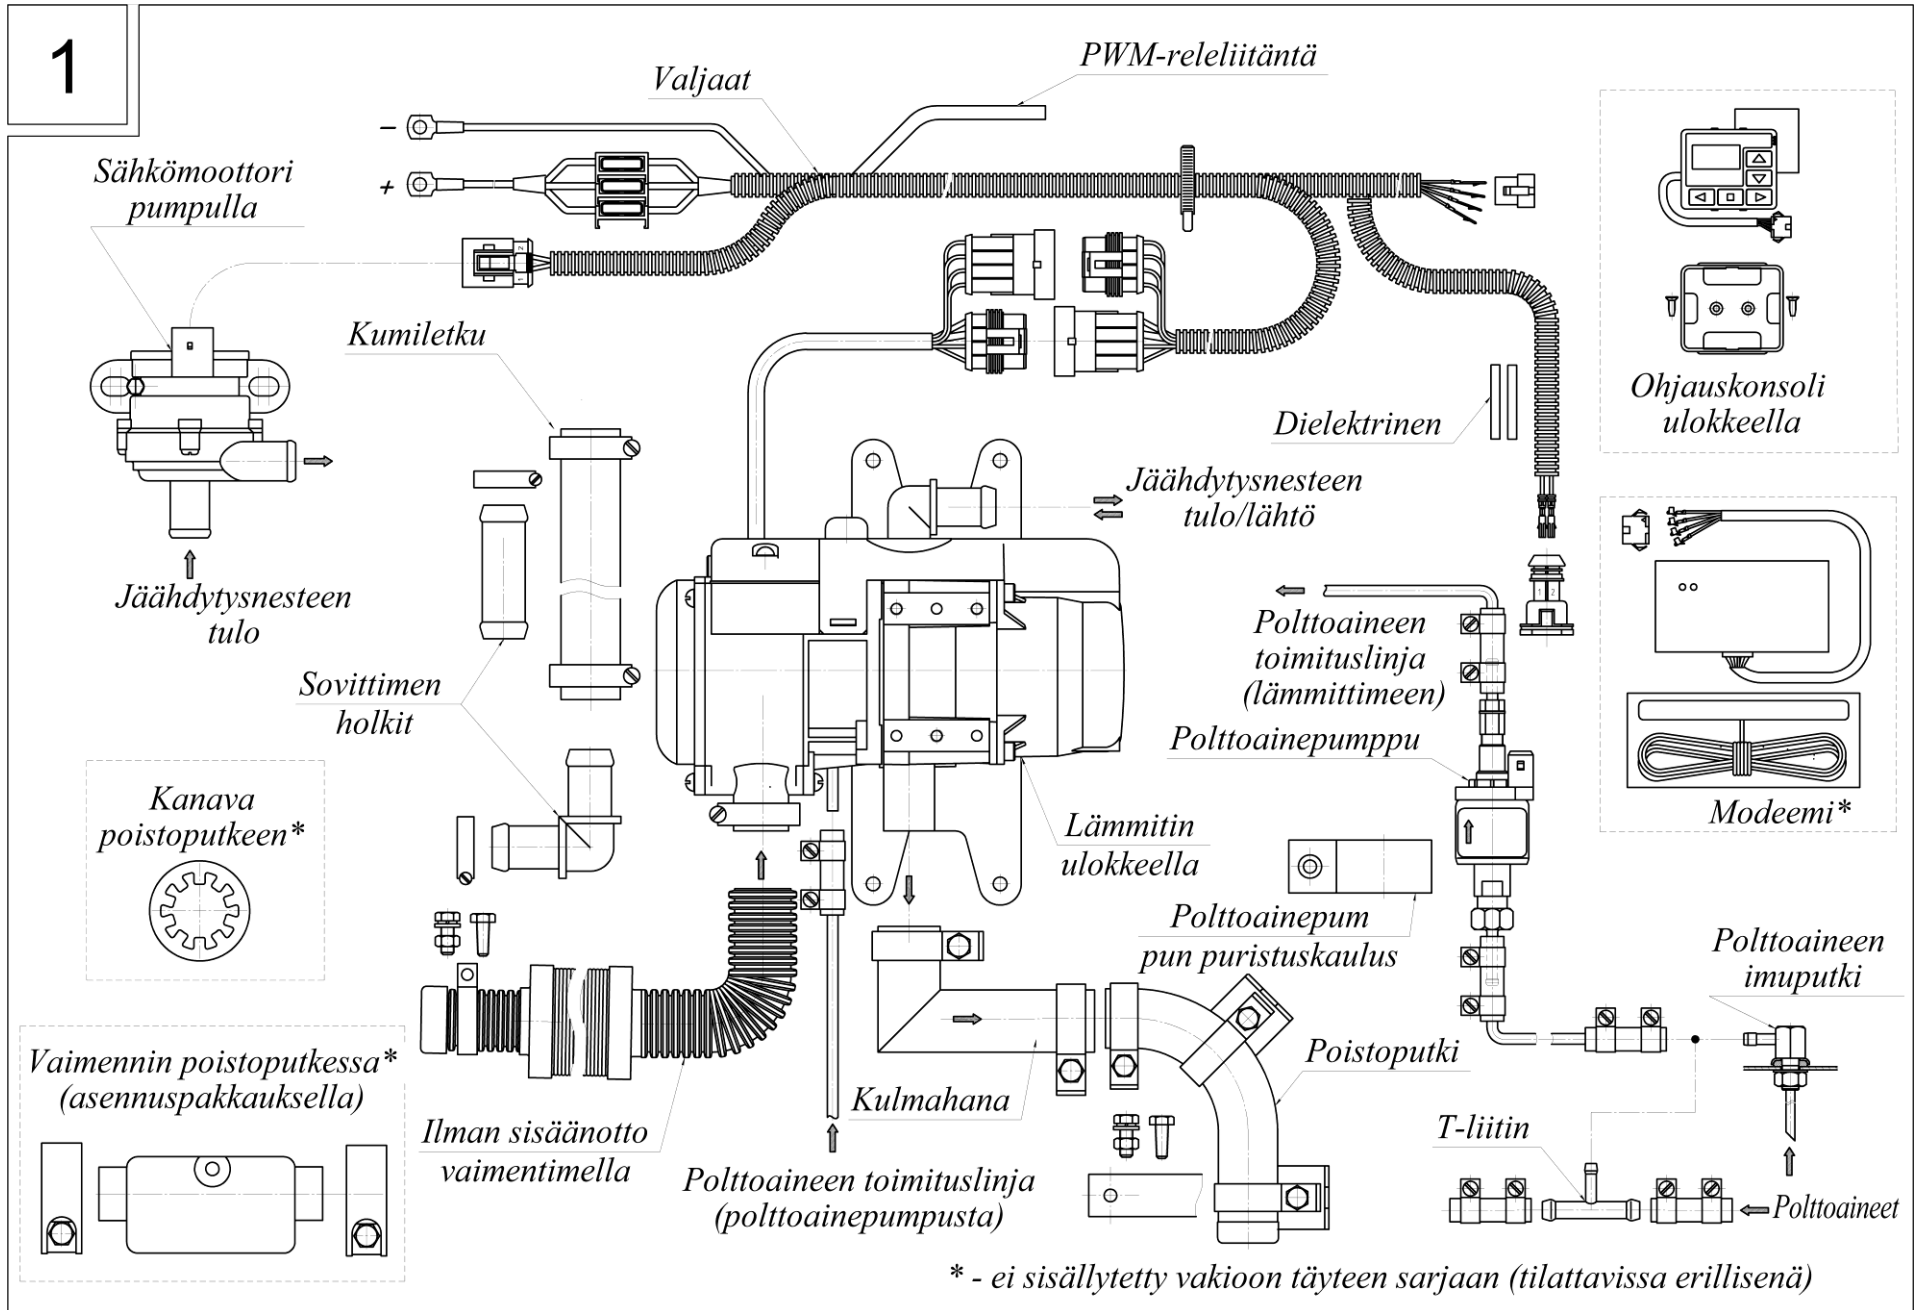 1
Valjaat
PWM-releliitäntä
–
+
Sähkömoottori
pumpulla
Kumiletku
Dielektrinen
Ohjauskonsoli
ulokkeella
Jäähdytysnesteen
tulo/lähtö
Jäähdytysnesteen
tulo
Sovittimen
holkit
Polttoaineen
toimituslinja
(lämmittimeen)
Polttoainepumppu
Modeemi*
Kanava
poistoputkeen*
Lämmitin
ulokkeella
Polttoainepum
pun puristuskaulus
Polttoaineen
imuputki
Vaimennin poistoputkessa*
(asennuspakkauksella)
Ilman sisäänotto
vaimentimella
Kulmahana
Poistoputki
T-liitin
Polttoaineen toimituslinja
(polttoainepumpusta)
Polttoaineet
* - ei sisällytetty vakioon täyteen sarjaan (tilattavissa erillisenä)